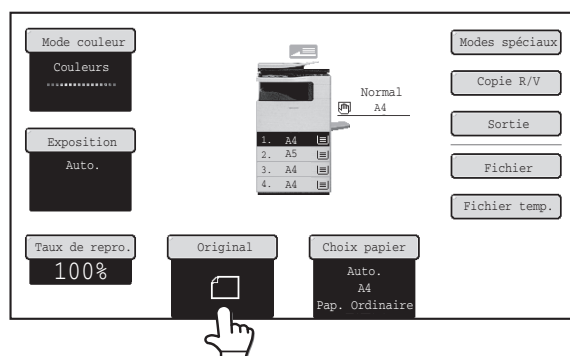 Mode couleur
Couleurs
Exposition
Auto.
Taux de repro.
100%
Original
Choix papier
Auto.
A4
Pap. Ordinaire
Normal
A4
1. A4
2. A5
3. A4
4. A4
Modes spéciaux
Copie R/V
Sortie
Fichier
Fichier temp.